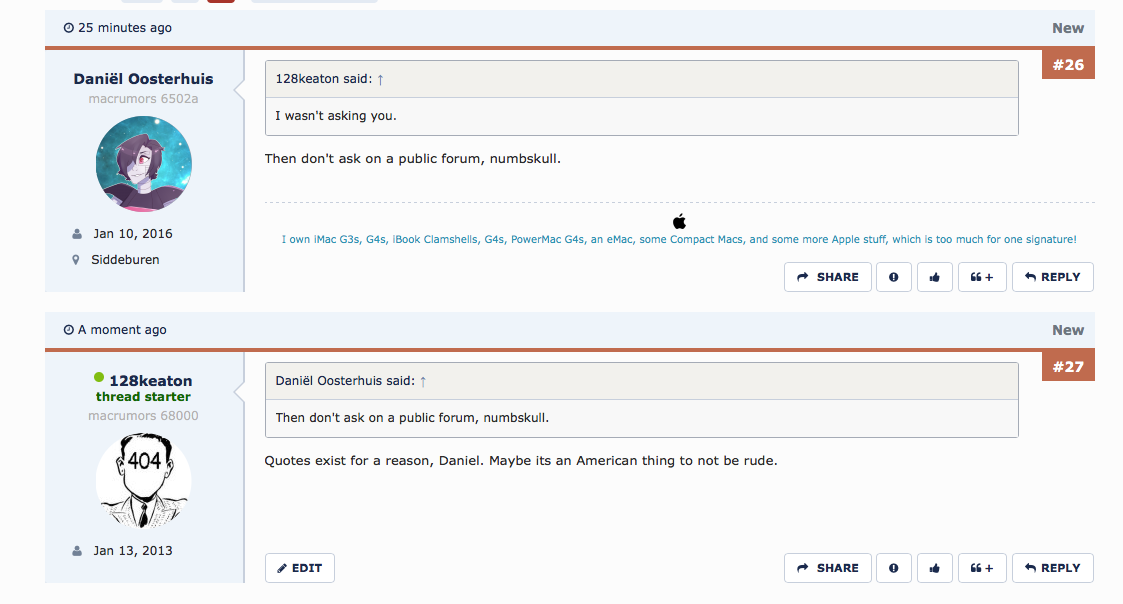 25 minutes ago
New
#26
Daniël Oosterhuis
macrumors 6502a
Jan 10, 2016
Siddeburen
128keaton said: ↑
I wasn't asking you.
Then don't ask on a public forum, numbskull.
I own iMac G3s, G4s, iBook Clamshells, G4s, PowerMac G4s, an eMac, some Compact Macs, and some more Apple stuff, which is too much for one signature!
SHARE + REPLY
A moment ago
New
#27
128keaton
thread starter
macrumors 68000
404
Jan 13, 2013
Daniël Oosterhuis said: ↑
Then don't ask on a public forum, numbskull.
Quotes exist for a reason, Daniel. Maybe its an American thing to not be rude.
EDIT SHARE + REPLY